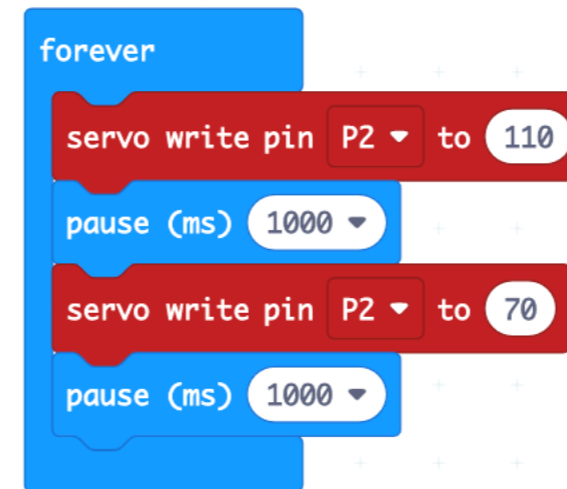 forever
servo write pin P2 to 110
pause (ms) 1000
servo write pin P2 to 70
pause (ms) 1000